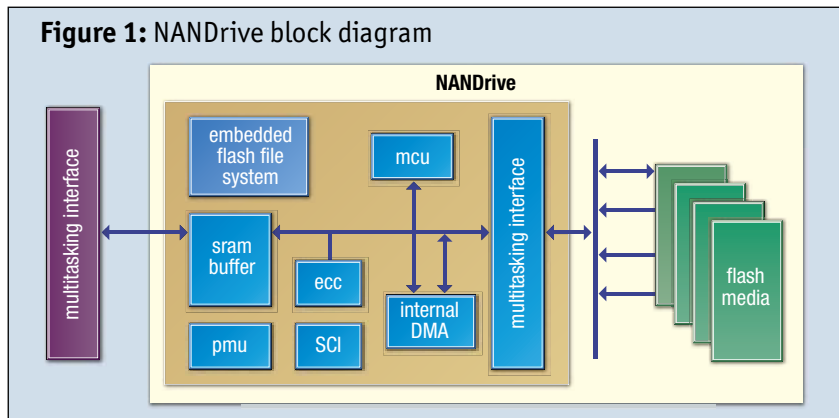 Figure 1: NANDrive block diagram
NANDrive
multitasking interface
embedded
flash file
system
mcu
multitasking interface
sram
buffer
ecc
internal
DMA
pmu
SCI
flash
media